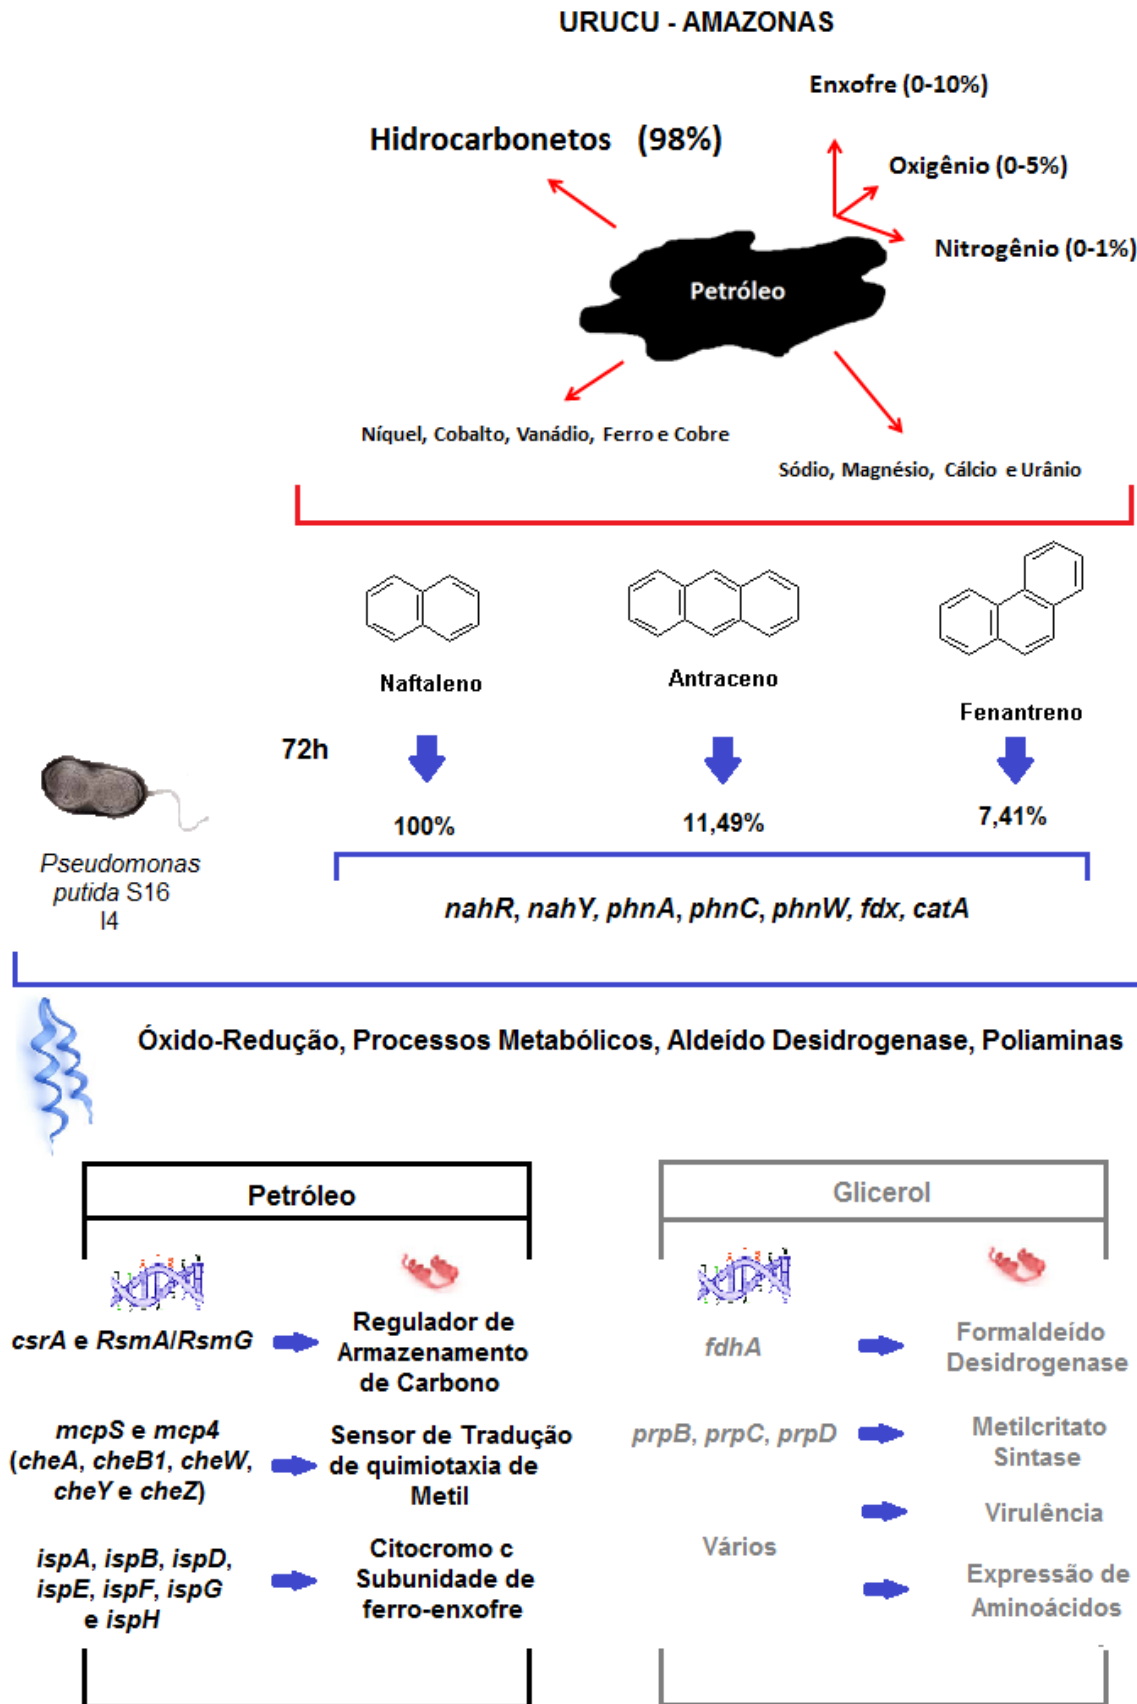 URUCU - AMAZONAS
Enxofre (0-10%)
Hidrocarbonetos (98%)
Oxigênio (0-5%)
Nitrogênio (0-1%)
Petróleo
Níquel, Cobalto, Vanádio, Ferro e Cobre
Sódio, Magnésio, Cálcio e Urânio
Naftaleno
Antraceno
Fenantreno
72h
100%
11,49%
7,41%
Pseudomonas
putida S16
I4
nahR, nahY, phnA, phnC, phnW, fdx, catA
Óxido-Redução, Processos Metabólicos, Aldeído Desidrogenase, Poliaminas
Petróleo
csrA e RsmA/RsmG
Regulador de
Armazenamento
de Carbono
mcpS e mcp4
(cheA, cheB1, cheW,
cheY e cheZ)
Sensor de Tradução
de quimiotaxia de
Metil
ispA, ispB, ispD,
ispE, ispF, ispG
e ispH
Citocromo c
Subunidade de
ferro-enxofre
Glicerol
fdhA
Formaldeído
Desidrogenase
prpB, prpC, prpD
Metilcritato
Sintase
Vários
Virulência
Expressão de
Aminoácidos